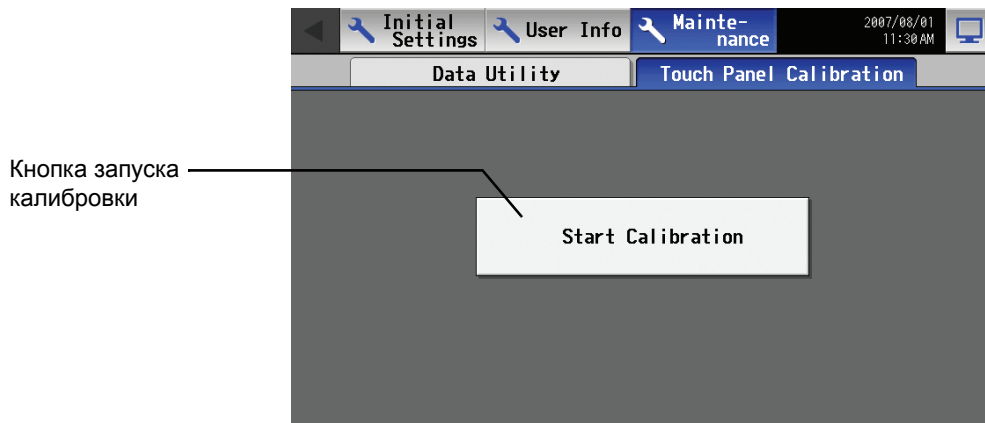 Initial
Settings
User Info
Mainte-
nance
2007/08/01
11:30 AM
Data Utility
Touch Panel Calibration
Кнопка запуска
калибровки
Start Calibration